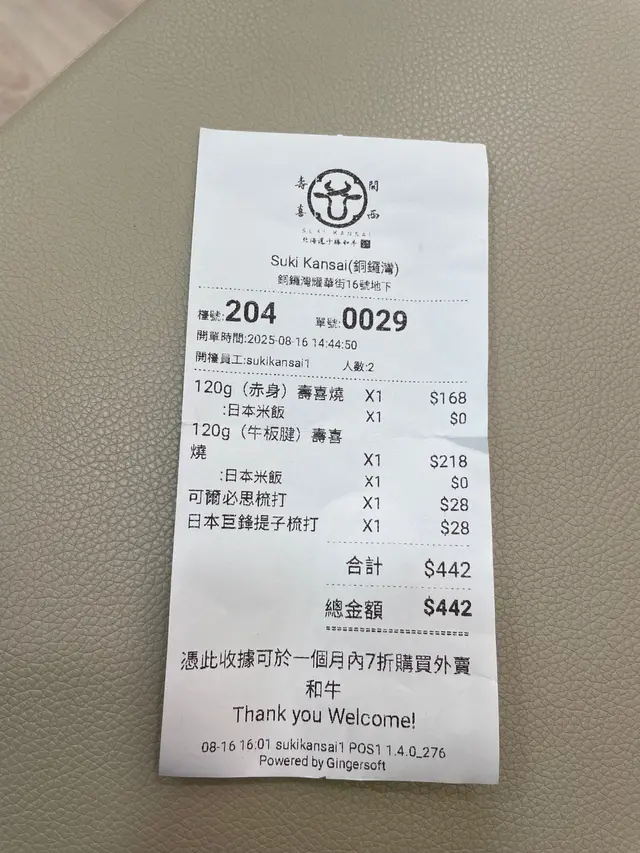 壽 關
喜 西
SUKI KANSAI
北海道十勝和牛
Suki Kansai(銅鑼灣)
銅鑼灣耀華街16號地下
檯號:204 單號:0029
開單時間:2025-08-16 14:44:50
開檯員工:sukikansai1 人數:2
120g（赤身）壽喜燒 X1 $168
:日本米飯 X1 $0
120g（牛板腱）壽喜
燒 X1 $218
:日本米飯 X1 $0
可爾必思梳打 X1 $28
日本巨鋒提子梳打 X1 $28
合計 $442
總金額 $442
憑此收據可於一個月內7折購買外賣
和牛
Thank you Welcome!
08-16 16:01 sukikansai1 POS1 1.4.0_276
Powered by Gingersoft